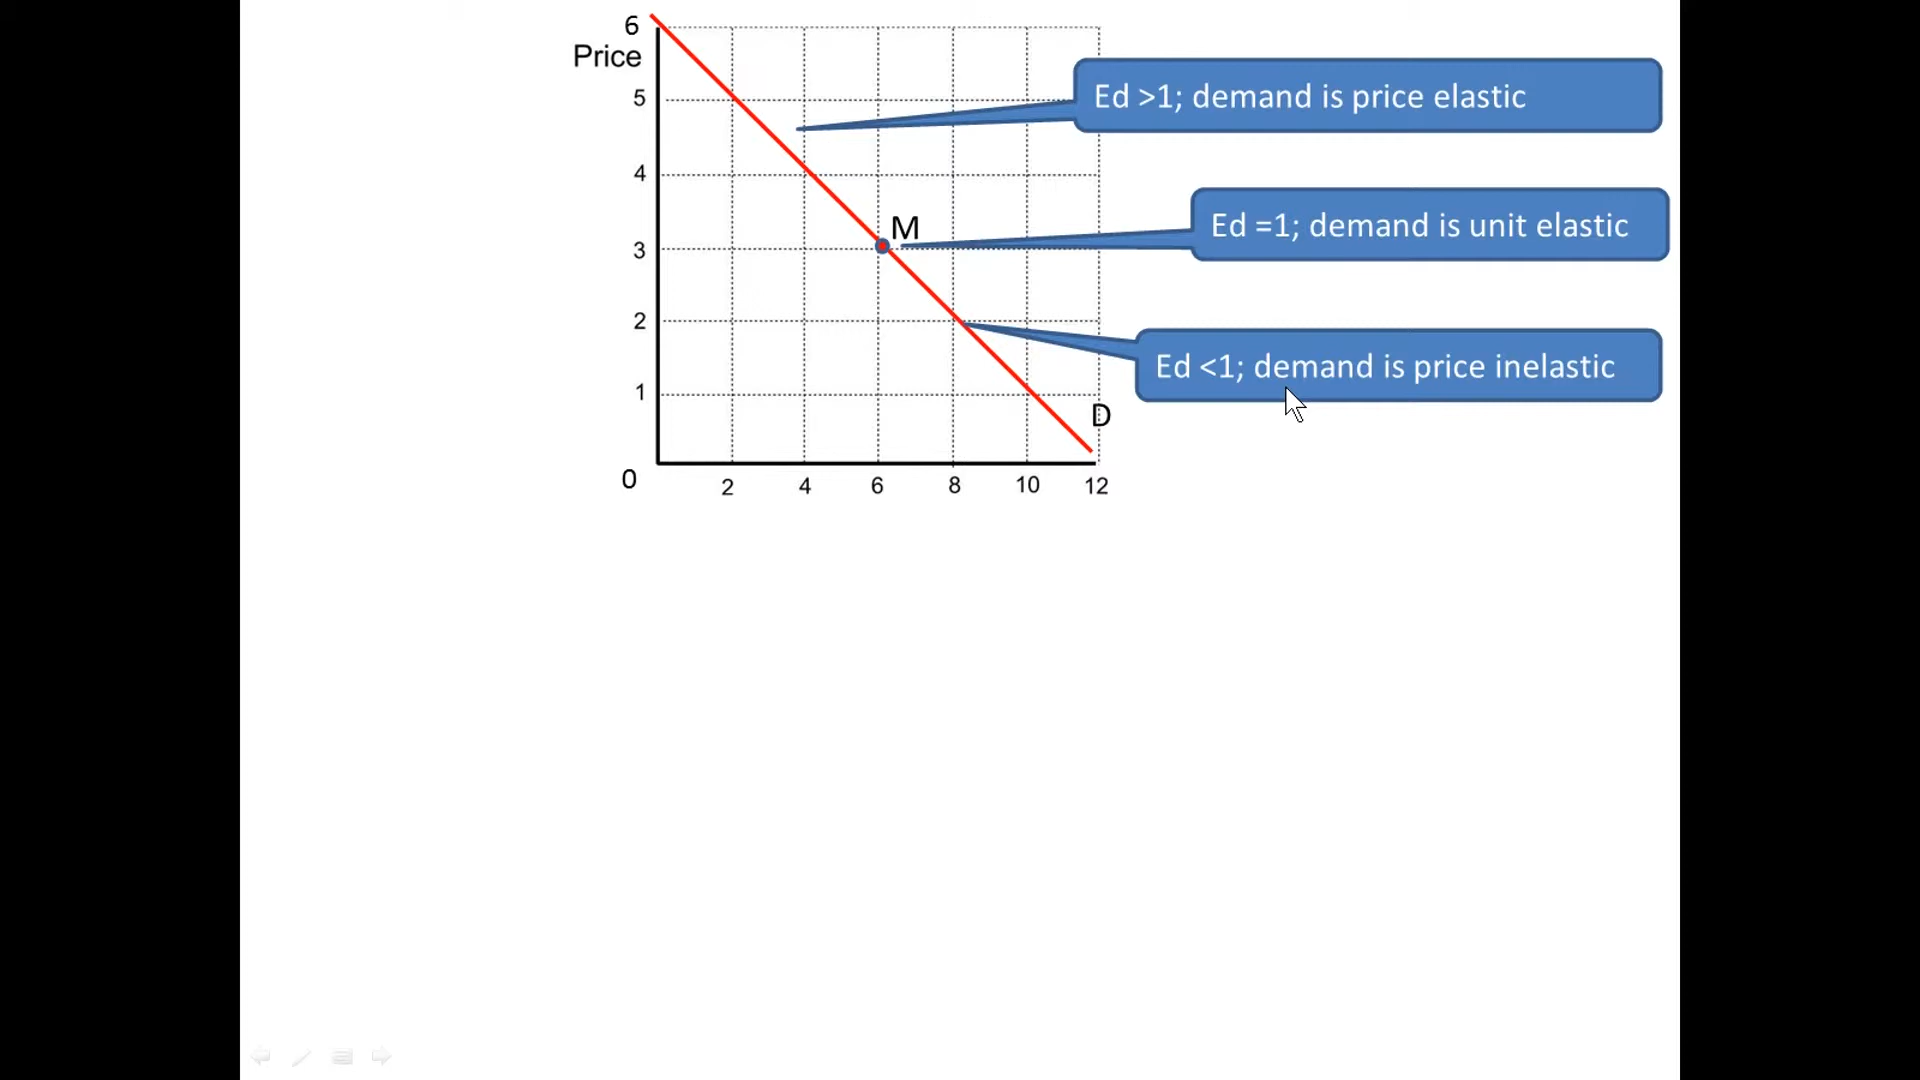 6
Price
5
4
3
2
1
0
2 4 6 8 10 12
M
D
Ed >1; demand is price elastic
Ed =1; demand is unit elastic
Ed <1; demand is price inelastic